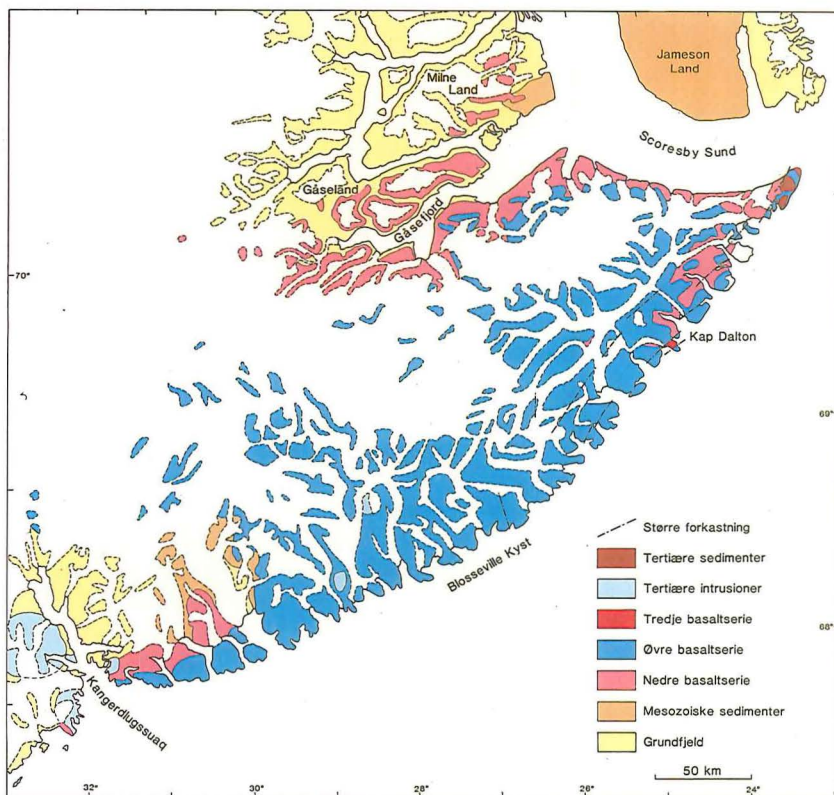 Milne
Land
Jameson
Land
Scoresby Sund
Gåseland
Gåsefjord
70°
Kap Dalton
69°
Blosseville Kyst
68°
Kangerdlugssuaq
Større forkastning
Tertiære sedimenter
Tertiære intrusioner
Tredje basaltserie
Øvre basaltserie
Nedre basaltserie
Mesozoiske sedimenter
Grundfjeld
50 km
32°
30°
28°
26°
24°